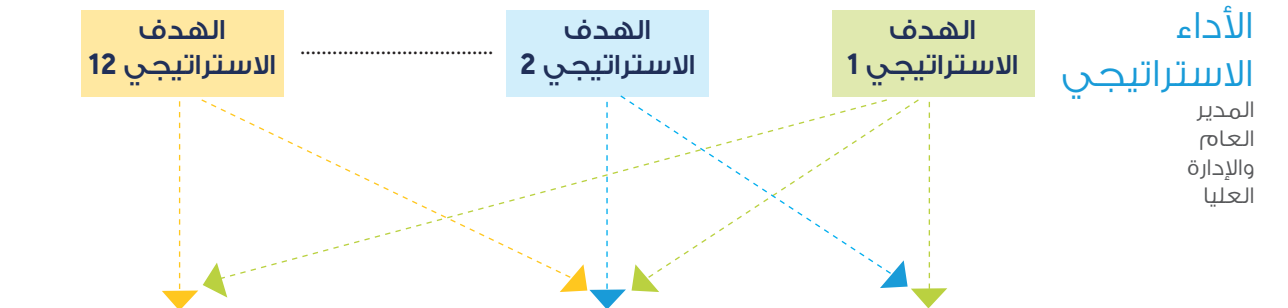 الأداء
الاستراتيجي
المدير
العام
والإدارة
العليا
الهدف
الاستراتيجي 1
الهدف
الاستراتيجي 2
الهدف
الاستراتيجي 12